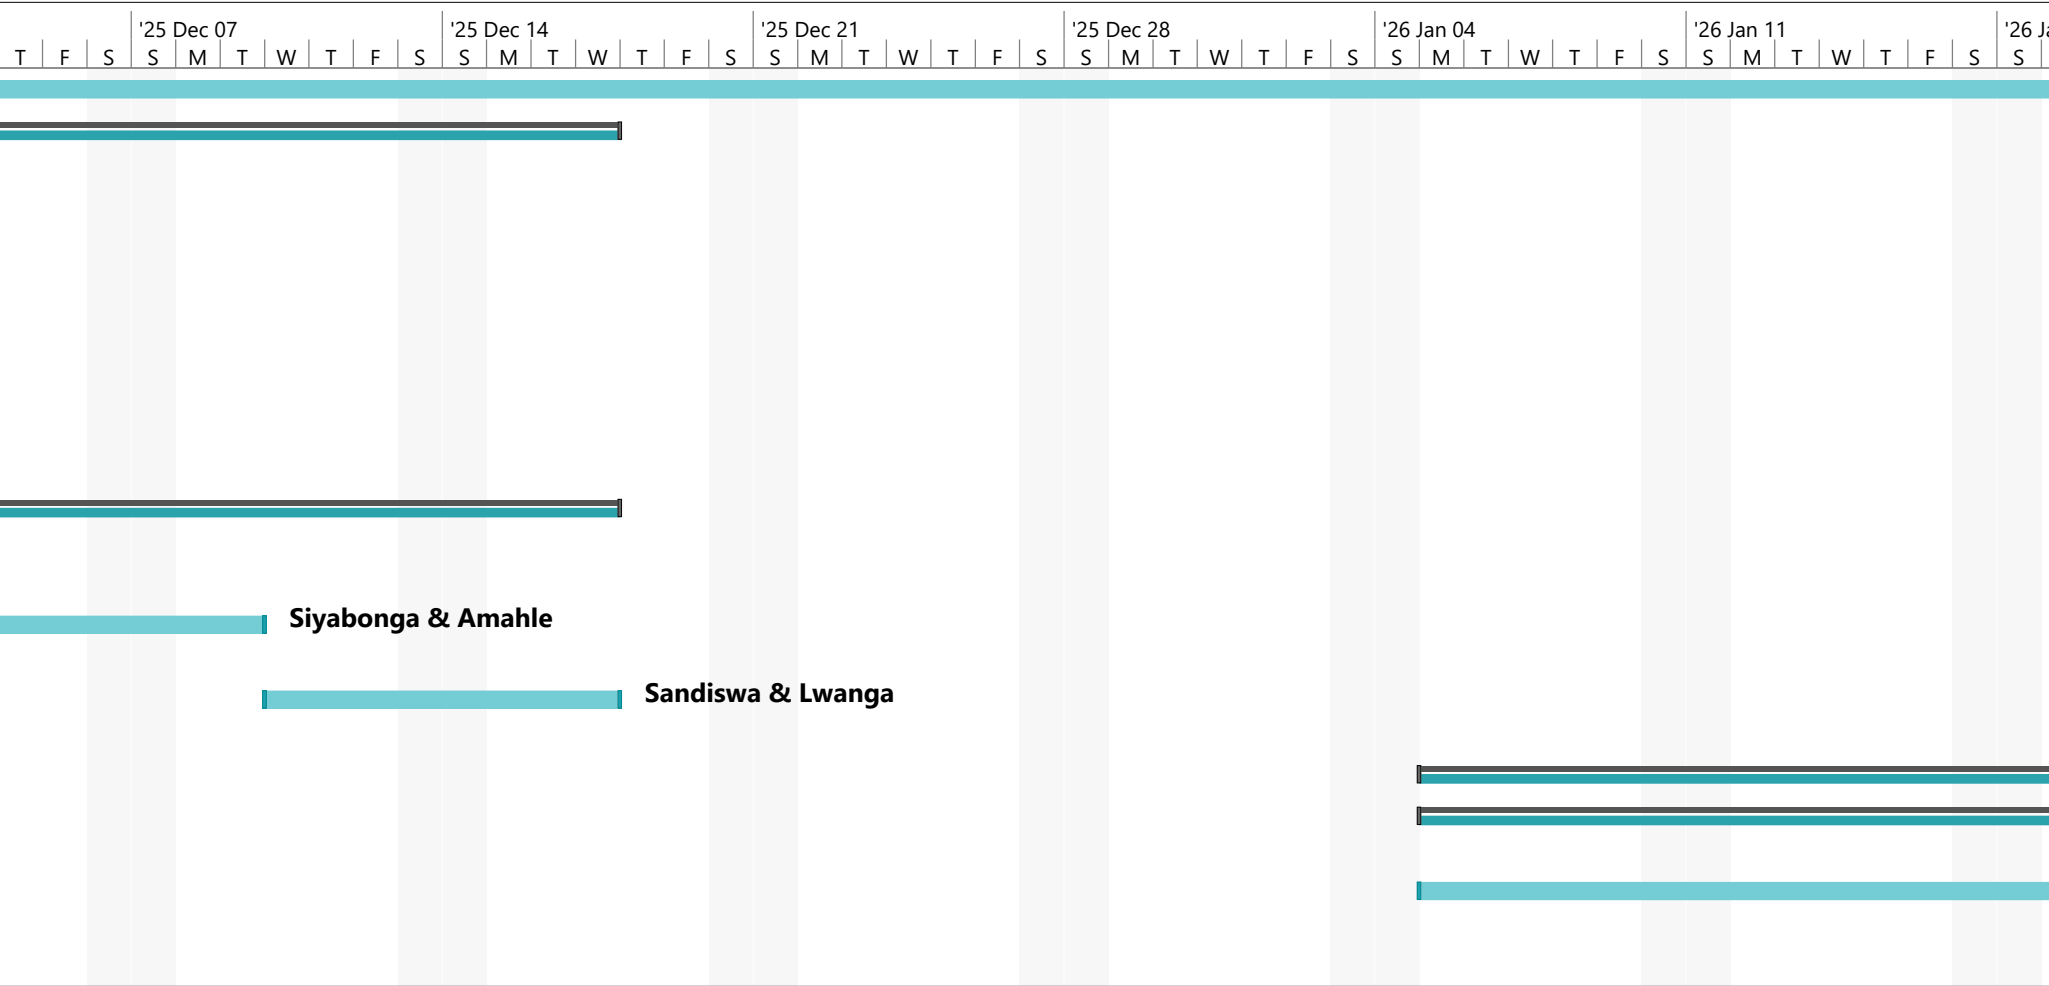 '25 Dec 07 '25 Dec 14 '25 Dec 21 '25 Dec 28 '26 Jan 04 '26 Jan 11 '26
T F S S M T W T F S S M T W T F S S M T W T F S S M T W T F S S M T W T F S S M T W T F S S
Siyabonga & Amahle
Sandiswa & Lwanga